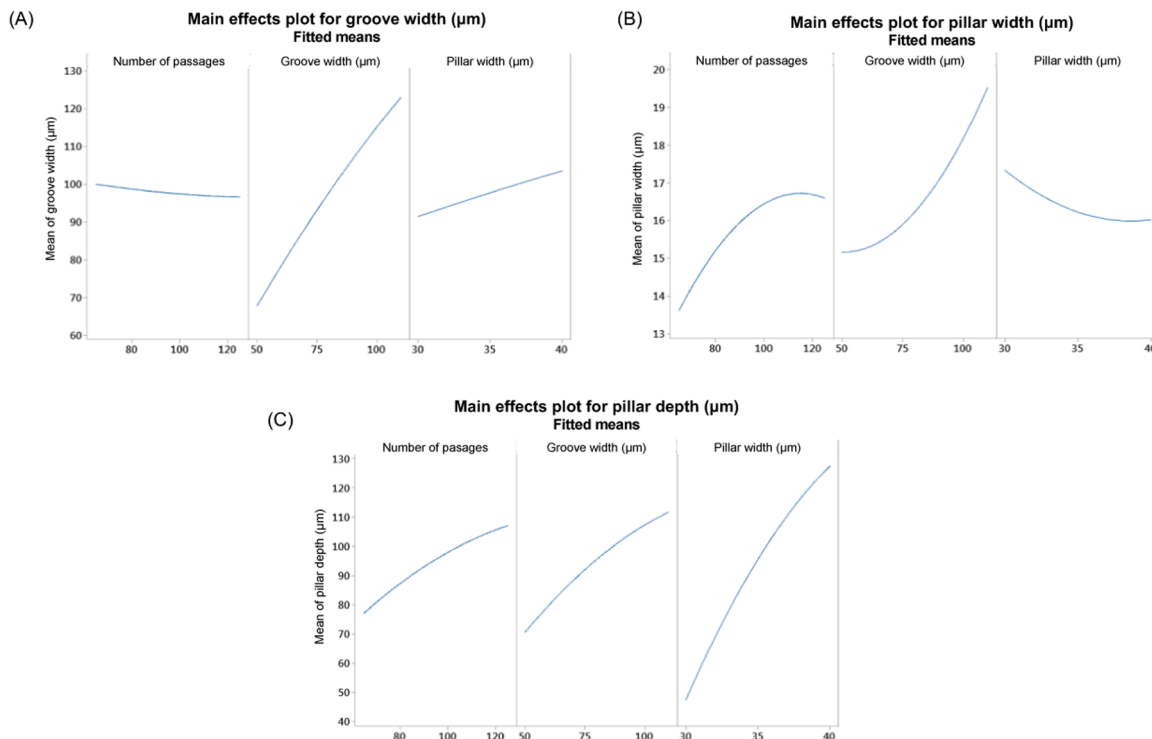 (A)
Main effects plot for groove width (µm)
Fitted means
Number of passages
Groove width (µm)
Pillar width (µm)
Mean of groove width (µm)
130
120
110
100
90
80
70
60
80 100 120 50 75 100 30 35 40
(B)
Main effects plot for pillar width (µm)
Fitted means
Number of passages
Groove width (µm)
Pillar width (µm)
Mean of pillar width (µm)
20
19
18
17
16
15
14
13
80 100 120 50 75 100 30 35 40
(C)
Main effects plot for pillar depth (µm)
Fitted means
Number of passages
Groove width (µm)
Pillar width (µm)
Mean of pillar depth (µm)
130
120
110
100
90
80
70
60
50
40
80 100 120 50 75 100 30 35 40